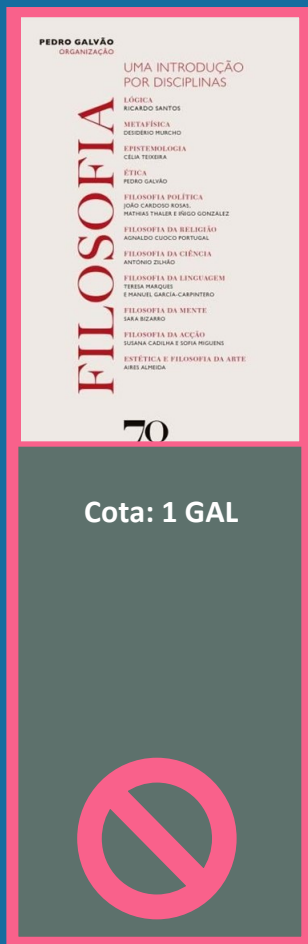 PEDRO GALVÃO
ORGANIZAÇÃO
UMA INTRODUÇÃO
POR DISCIPLINAS
FILOSOFIA
LÓGICA
RICARDO SANTOS
METAFÍSICA
DESIDÉRIO MURCHO
EPISTEMOLOGIA
CÉLIA TEIXEIRA
ÉTICA
PEDRO GALVÃO
FILOSOFIA POLÍTICA
JOÃO CARDOSO ROSAS,
MATHIAS THALER E IÑIGO GONZÁLEZ
FILOSOFIA DA RELIGIÃO
AGNALDO CUOCO PORTUGAL
FILOSOFIA DA CIÊNCIA
ANTÓNIO ZILHÃO
FILOSOFIA DA LINGUAGEM
TERESA MARQUES
E MANUEL GARCÍA-CARPINTERO
FILOSOFIA DA MENTE
SARA BIZARRO
FILOSOFIA DA ACÇÃO
SUSANA CADILHA E SOFIA MIGUENS
ESTÉTICA E FILOSOFIA DA ARTE
AIRES ALMEIDA
70
Cota: 1 GAL